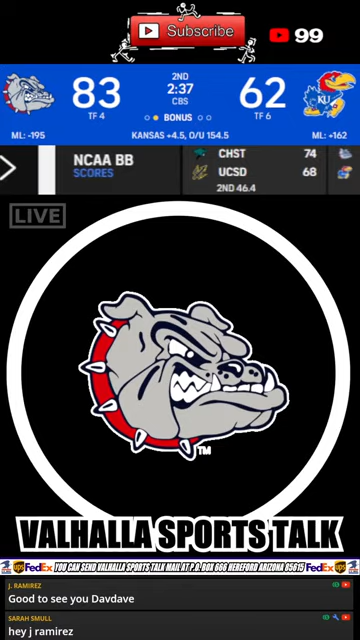 Subscribe
99
83
TF 4
2ND
2:37
CBS
BONUS
62
TF 6
KU
ML: -195
KANSAS +4.5, O/U 154.5
ML: +162
NCAA BB
SCORES
CHST 74
UCSD 68
2ND 46.4
LIVE
TM
VALHALLA SPORTS TALK
ups FedEx YOU CAN SEND VALHALLA SPORTS TALK MAIL AT P.O. BOX 666 HEREFORD ARIZONA 85615 FedEx ups
J. RAMIREZ
Good to see you Davdave
SARAH SMULL
hey j ramirez